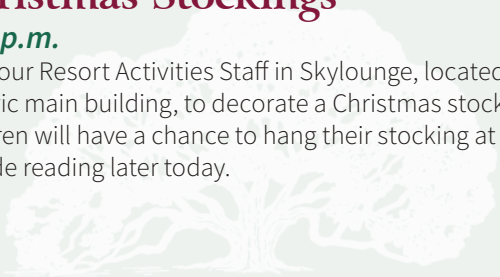 ristmas Stockings
p.m.
our Resort Activities Staff in Skylounge, located
ic main building, to decorate a Christmas stock
ren will have a chance to hang their stocking at
de reading later today.